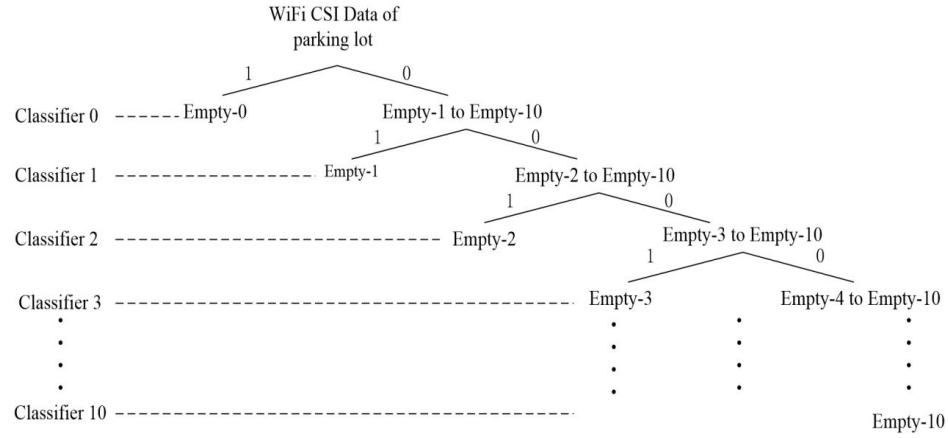 WiFi CSI Data of
parking lot
1 0
Classifier 0 Empty-0 Empty-1 to Empty-10
1 0
Classifier 1 Empty-1 Empty-2 to Empty-10
1 0
Classifier 2 Empty-2 Empty-3 to Empty-10
1 0
Classifier 3 Empty-3 Empty-4 to Empty-10
Classifier 10 Empty-10